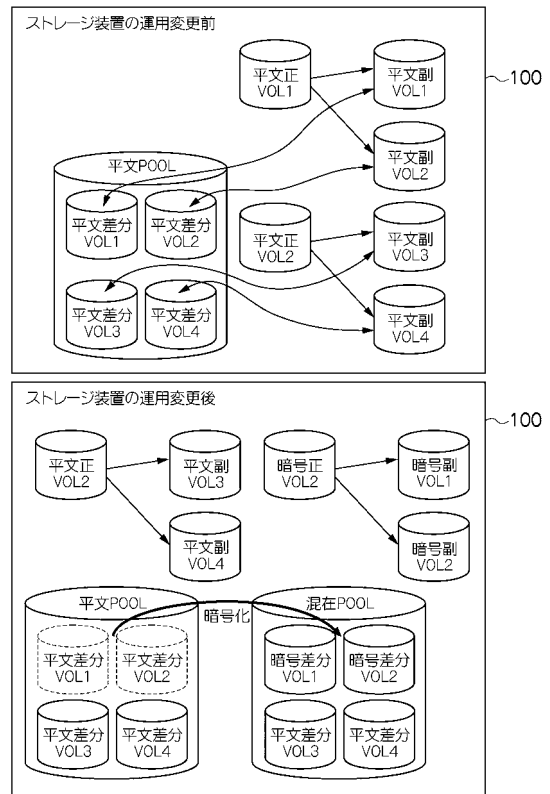 ストレージ装置の運用変更前
100
平文正
VOL1
平文副
VOL1
平文副
VOL2
平文POOL
平文差分
VOL1
平文差分
VOL2
平文正
VOL2
平文副
VOL3
平文差分
VOL3
平文差分
VOL4
平文副
VOL4
ストレージ装置の運用変更後
100
平文正
VOL2
平文副
VOL3
暗号正
VOL2
暗号副
VOL1
平文副
VOL4
暗号副
VOL2
平文POOL
暗号化
混在POOL
平文差分
VOL1
平文差分
VOL2
暗号差分
VOL1
暗号差分
VOL2
平文差分
VOL3
平文差分
VOL4
平文差分
VOL3
平文差分
VOL4